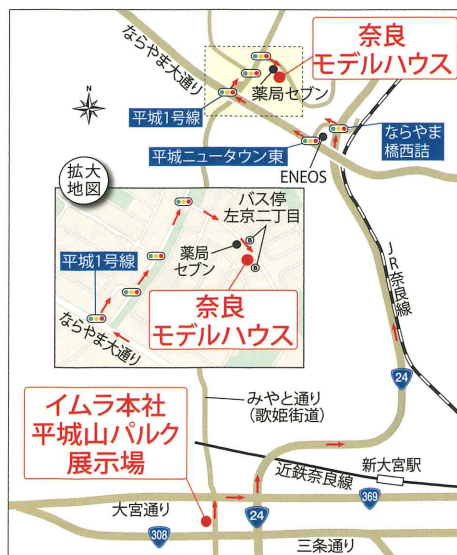 ならやま大通り
奈良
モデルハウス
薬局セブン
N
平城1号線
ならやま
橋西詰
平城ニュータウン東
ENEOS
拡大
地図
バス停
左京二丁目
B
薬局
セブン
B
平城1号線
奈良
モデルハウス
ならやま大通り
JR奈良線
24
イムラ本社
平城山パルク
展示場
みやと通り
(歌姫街道)
新大宮駅
近鉄奈良線
大宮通り
369
24
308
三条通り